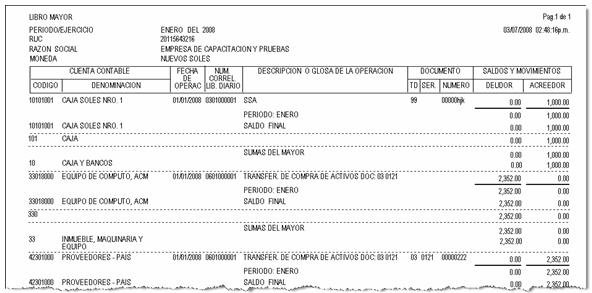 LIBRO MAYOR Pag.1 de 1
PERIODO/EJERCICIO ENERO DEL 2008 03/07/2008 02:48:16p.m.
RUC 20115643216
RAZON SOCIAL EMPRESA DE CAPACITACION Y PRUEBAS
MONEDA NUEVOS SOLES
CUENTA CONTABLE FECHA DE OPERAC NUM. CORREL LIB. DIARIO DESCRIPCION O GLOSA DE LA OPERACION DOCUMENTO SALDOS Y MOVIMIENTOS
CODIGO DENOMINACION TD SER. NUMERO DEUDOR ACREEDOR
10101001 CAJA SOLES NRO. 1 01/01/2008 0301000001 SSA 99 00000hjk 0.00 1,000.00
PERIODO: ENERO 0.00 1,000.00
10101001 CAJA SOLES NRO. 1 SALDO FINAL 0.00 1,000.00
101 CAJA 0.00 1,000.00
SUMAS DEL MAYOR 0.00 1,000.00
10 CAJA Y BANCOS 0.00 1,000.00
33018000 EQUIPO DE COMPUTO, ACM 01/01/2008 0601000001 TRANSFER. DE COMPRA DE ACTIVOS DOC: 03 0121 2,352.00 0.00
PERIODO: ENERO 2,352.00 0.00
33018000 EQUIPO DE COMPUTO, ACM SALDO FINAL 2,352.00 0.00
330 2,352.00 0.00
SUMAS DEL MAYOR 2,352.00 0.00
33 INMUEBLE, MAQUINARIA Y EQUIPO 2,352.00 0.00
42301000 PROVEEDORES - PAIS 01/01/2008 0601000001 TRANSFER. DE COMPRA DE ACTIVOS DOC: 03 0121 03 0121 00000222 0.00 2,352.00
PERIODO: ENERO 0.00 2,352.00
42301000 PROVEEDORES - PAIS SALDO FINAL 0.00 2,352.00